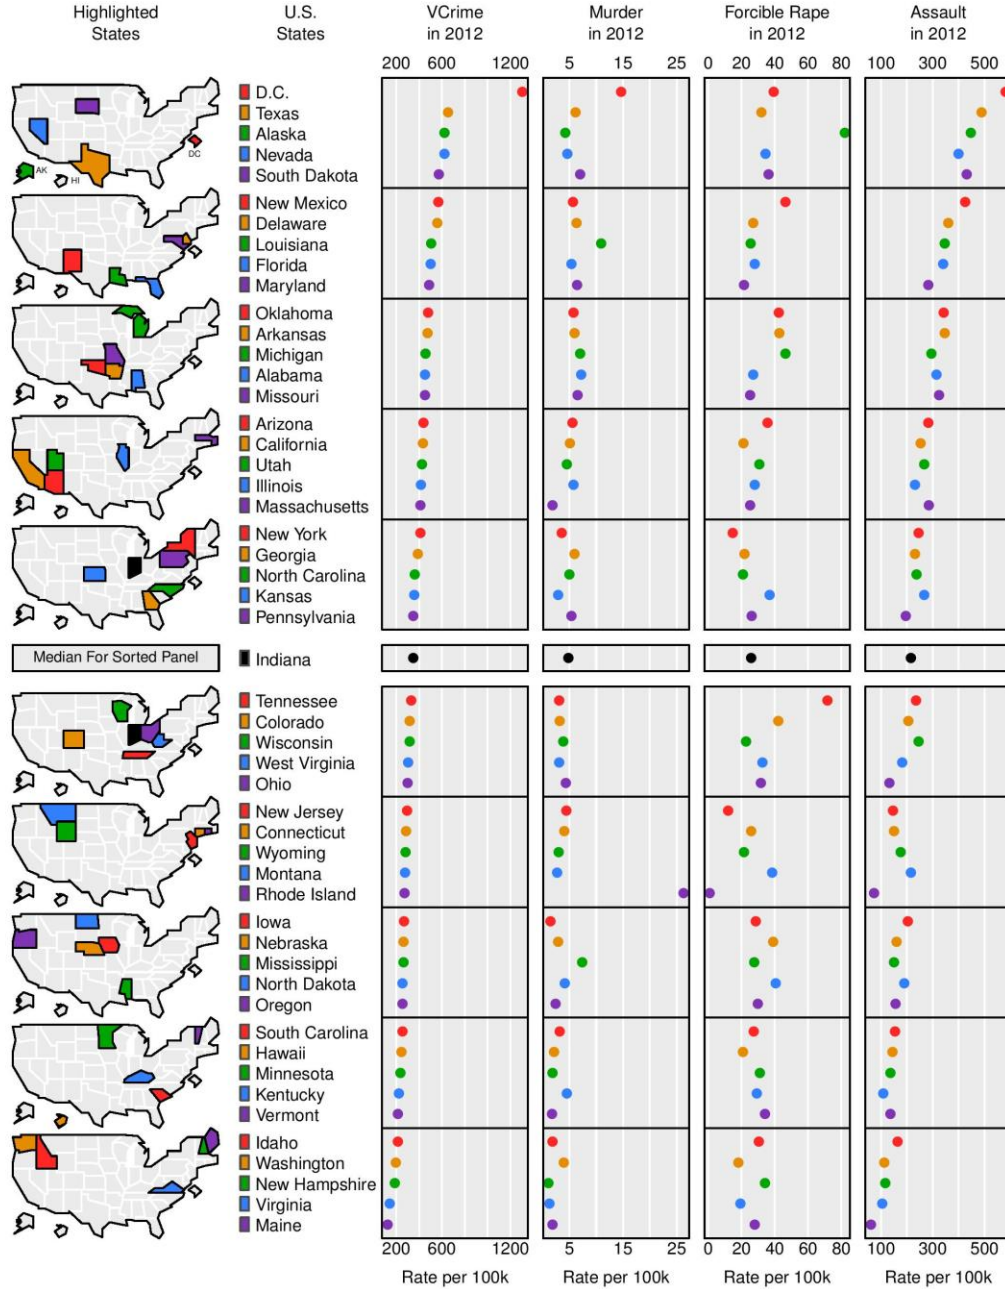 Highlighted
States
U.S.
States
VCrime
in 2012
Murder
in 2012
Forcible Rape
in 2012
Assault
in 2012
200 600 1200
5 15 25
0 20 40 60 80
100 300 500
D.C.
Texas
Alaska
Nevada
South Dakota
AK
HI
DC
New Mexico
Delaware
Louisiana
Florida
Maryland
Oklahoma
Arkansas
Michigan
Alabama
Missouri
Arizona
California
Utah
Illinois
Massachusetts
New York
Georgia
North Carolina
Kansas
Pennsylvania
Median For Sorted Panel
Indiana
Tennessee
Colorado
Wisconsin
West Virginia
Ohio
New Jersey
Connecticut
Wyoming
Montana
Rhode Island
Iowa
Nebraska
Mississippi
North Dakota
Oregon
South Carolina
Hawaii
Minnesota
Kentucky
Vermont
Idaho
Washington
New Hampshire
Virginia
Maine
200 600 1200
5 15 25
0 20 40 60 80
100 300 500
Rate per 100k
Rate per 100k
Rate per 100k
Rate per 100k